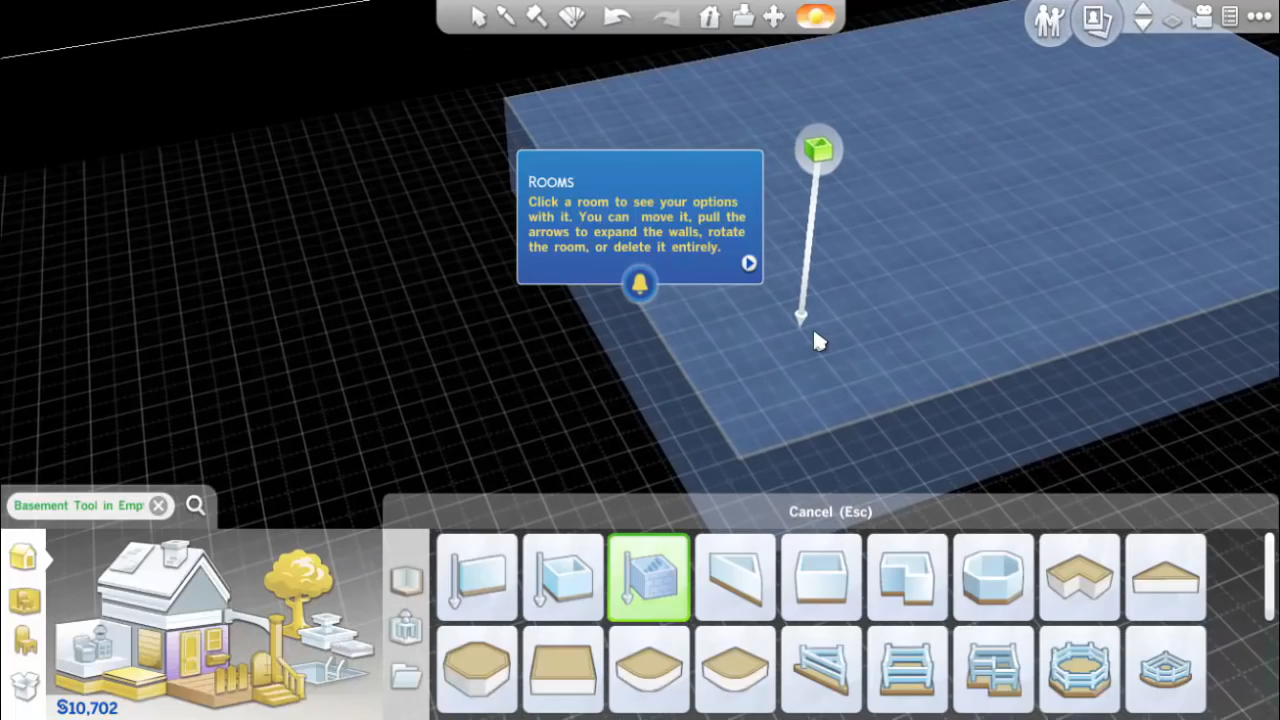 ROOMS
Click a room to see your options
with it. You can move it, pull the
arrows to expand the walls, rotate
the room, or delete it entirely.
Basement Tool in Emp
Cancel (Esc)
§10,702